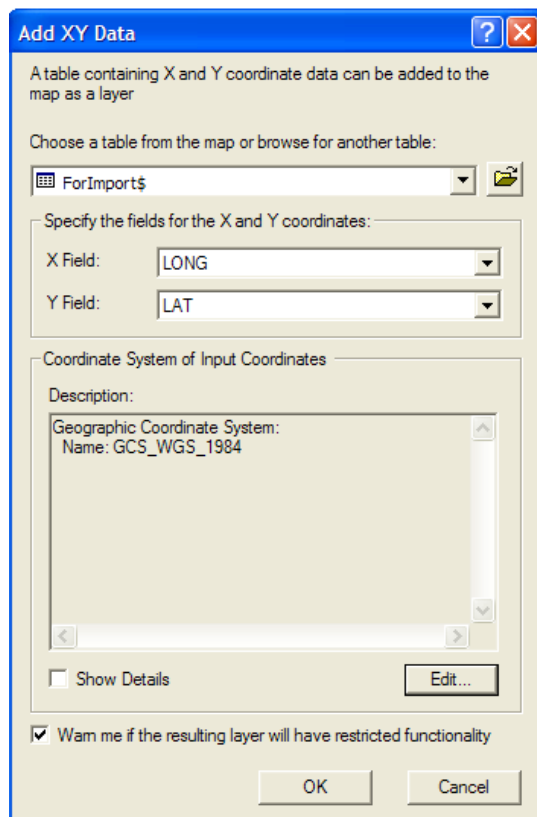 Add XY Data
A table containing X and Y coordinate data can be added to the
map as a layer
Choose a table from the map or browse for another table:
ForImport$
Specify the fields for the X and Y coordinates:
X Field: LONG
Y Field: LAT
Coordinate System of Input Coordinates
Description:
Geographic Coordinate System:
Name: GCS_WGS_1984
Show Details Edit...
Warn me if the resulting layer will have restricted functionality
OK Cancel